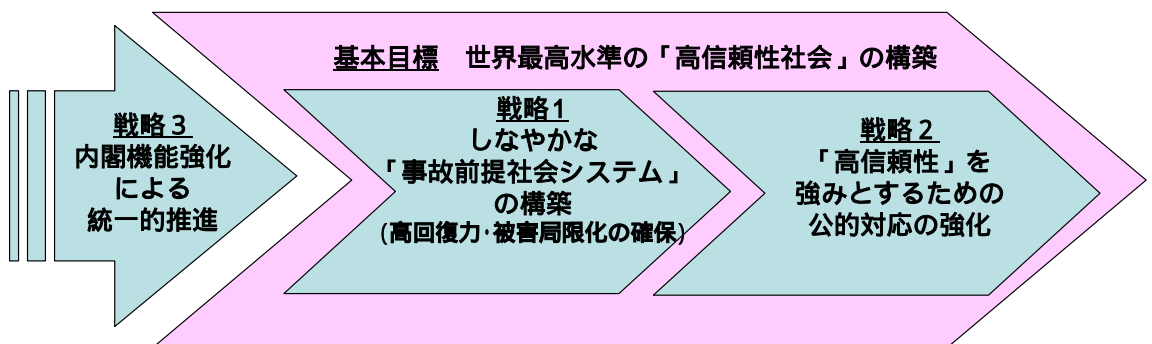 基本目標　世界最高水準の「高信頼性社会」の構築
戦略３
内閣機能強化
による
統一的推進
戦略1
しなやかな
「事故前提社会システム」
の構築
(高回復力･被害局限化の確保)
戦略２
「高信頼性」を
強みとするための
公的対応の強化